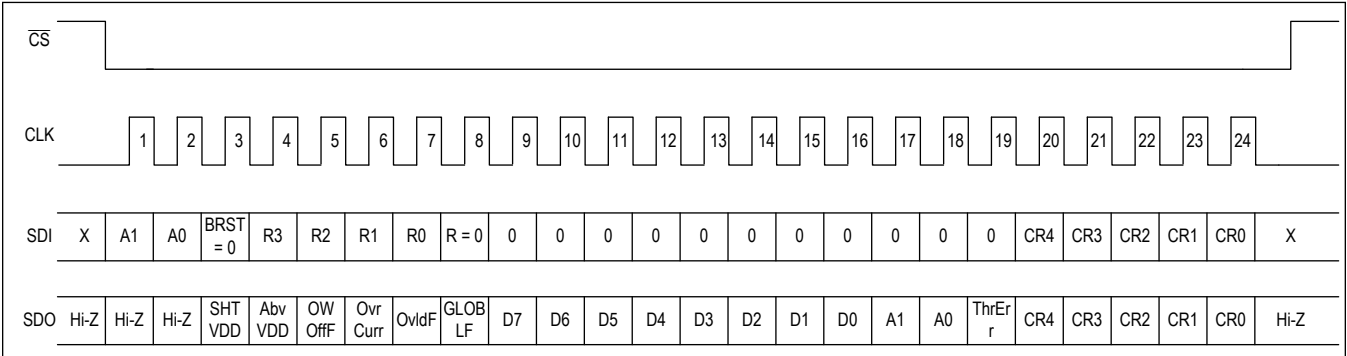 CS
CLK 1 2 3 4 5 6 7 8 9 10 11 12 13 14 15 16 17 18 19 20 21 22 23 24
SDI X A1 A0 BRST = 0 R3 R2 R1 R0 R = 0 0 0 0 0 0 0 0 0 0 0 0 CR4 CR3 CR2 CR1 CR0 X
SDO Hi-Z Hi-Z Hi-Z SHT VDD Abv VDD OW OffF Ovr Curr OvldF GLOB LF D7 D6 D5 D4 D3 D2 D1 D0 A1 A0 ThrEr r CR4 CR3 CR2 CR1 CR0 Hi-Z